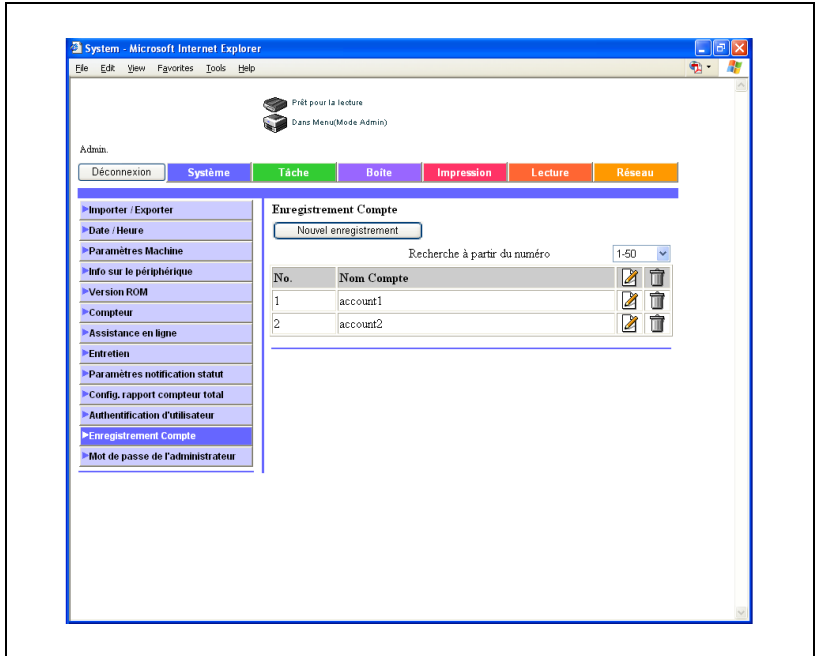 System - Microsoft Internet Explorer
File Edit View Favorites Tools Help
Prêt pour la lecture
Dans Menu(Mode Admin)
Admin.
Déconnexion Système Tâche Boîte Impression Lecture Réseau
Importer / Exporter
Date / Heure
Paramètres Machine
Info sur le périphérique
Version ROM
Compteur
Assistance en ligne
Entretien
Paramètres notification statut
Config. rapport compteur total
Authentification d'utilisateur
Enregistrement Compte
Mot de passe de l'administrateur
Enregistrement Compte
Nouvel enregistrement
Recherche à partir du numéro 1-50
No. Nom Compte
1 account1
2 account2